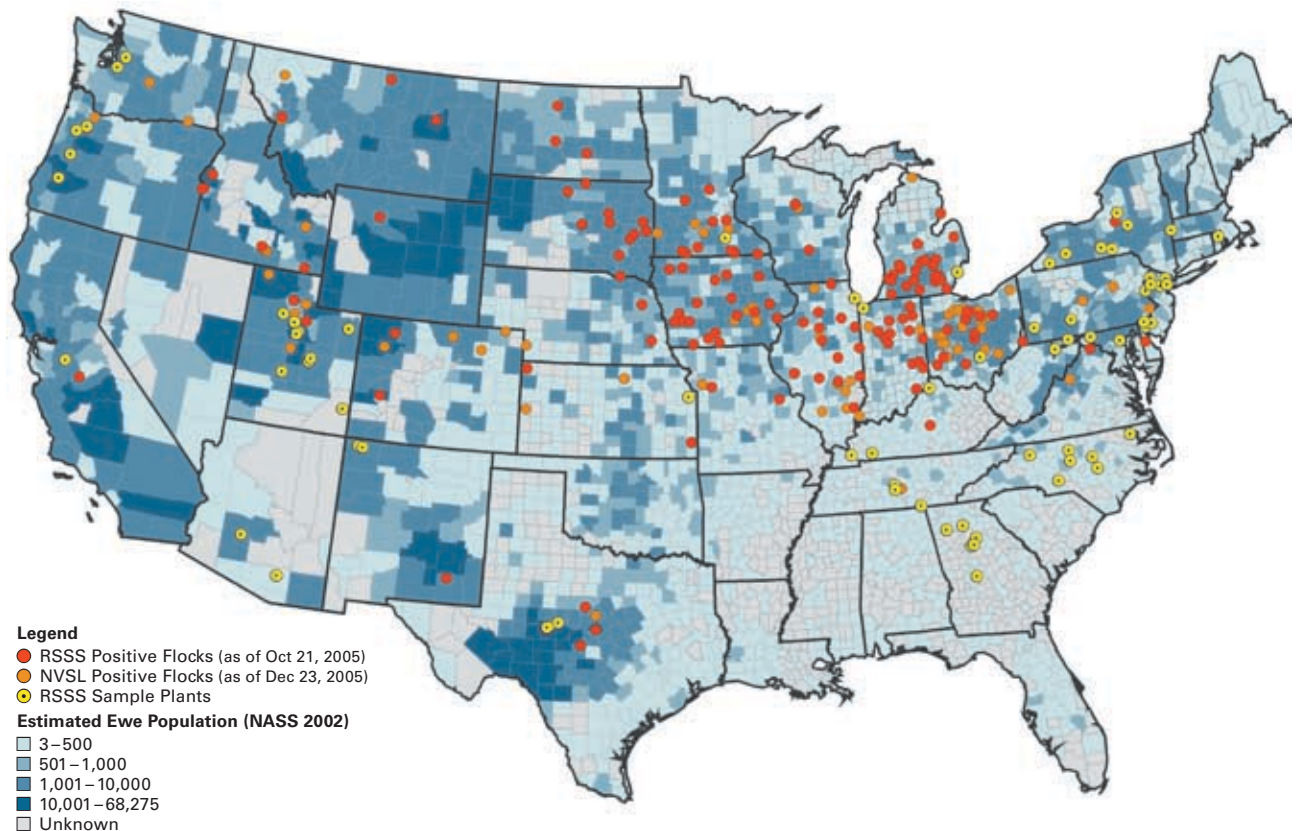 Legend
RSSS Positive Flocks (as of Oct 21, 2005)
NVSL Positive Flocks (as of Dec 23, 2005)
RSSS Sample Plants
Estimated Ewe Population (NASS 2002)
3–500
501–1,000
1,001–10,000
10,001–68,275
Unknown